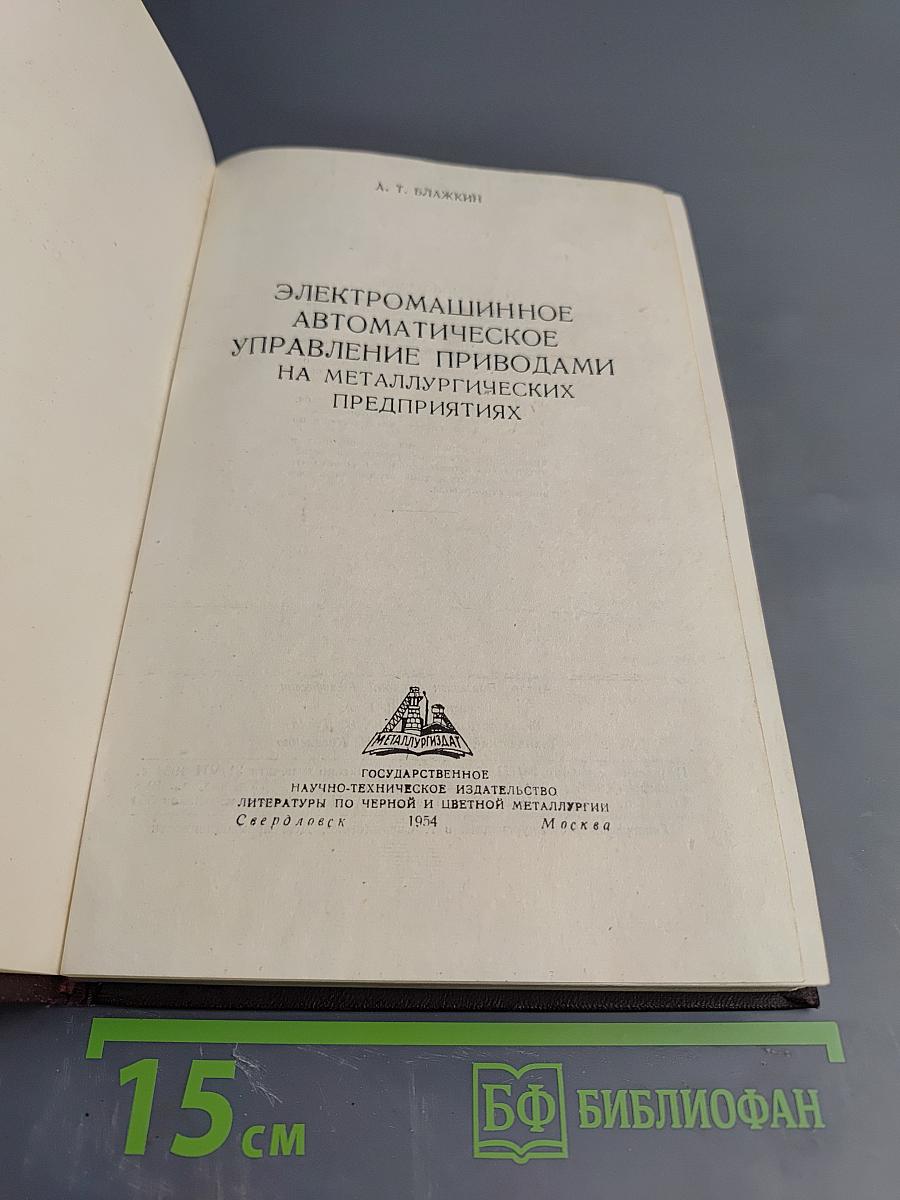 А. Т. БЛАЖКИН
ЭЛЕКТРОМАШИННОЕ
АВТОМАТИЧЕСКОЕ
УПРАВЛЕНИЕ ПРИВОДАМИ
НА МЕТАЛЛУРГИЧЕСКИХ
ПРЕДПРИЯТИЯХ
МЕТАЛЛУРГИЗДАТ
ГОСУДАРСТВЕННОЕ
НАУЧНО-ТЕХНИЧЕСКОЕ ИЗДАТЕЛЬСТВО
ЛИТЕРАТУРЫ ПО ЧЕРНОЙ И ЦВЕТНОЙ МЕТАЛЛУРГИИ
Свердловск 1954 Москва
15 см БФ БИБЛИОФАН